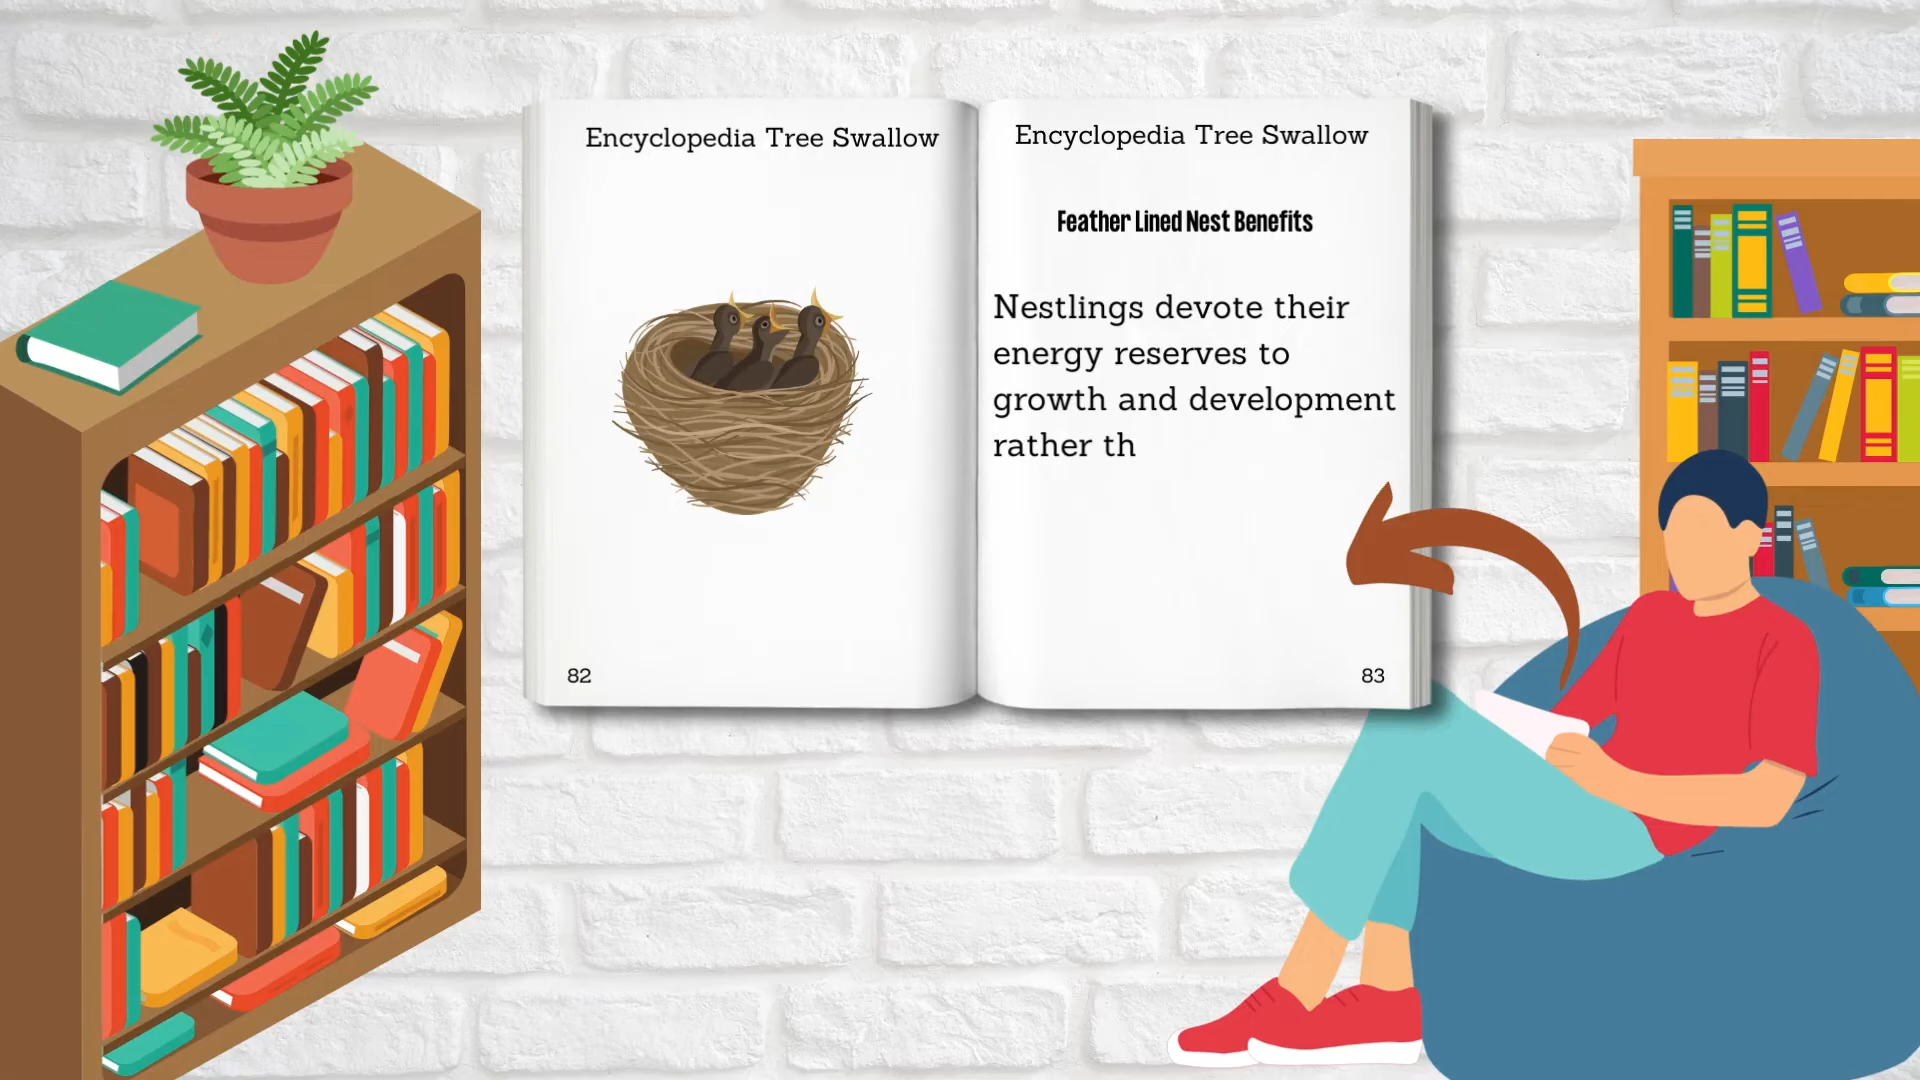 Encyclopedia Tree Swallow
82
Encyclopedia Tree Swallow
Feather Lined Nest Benefits
Nestlings devote their
energy reserves to
growth and development
rather th
83